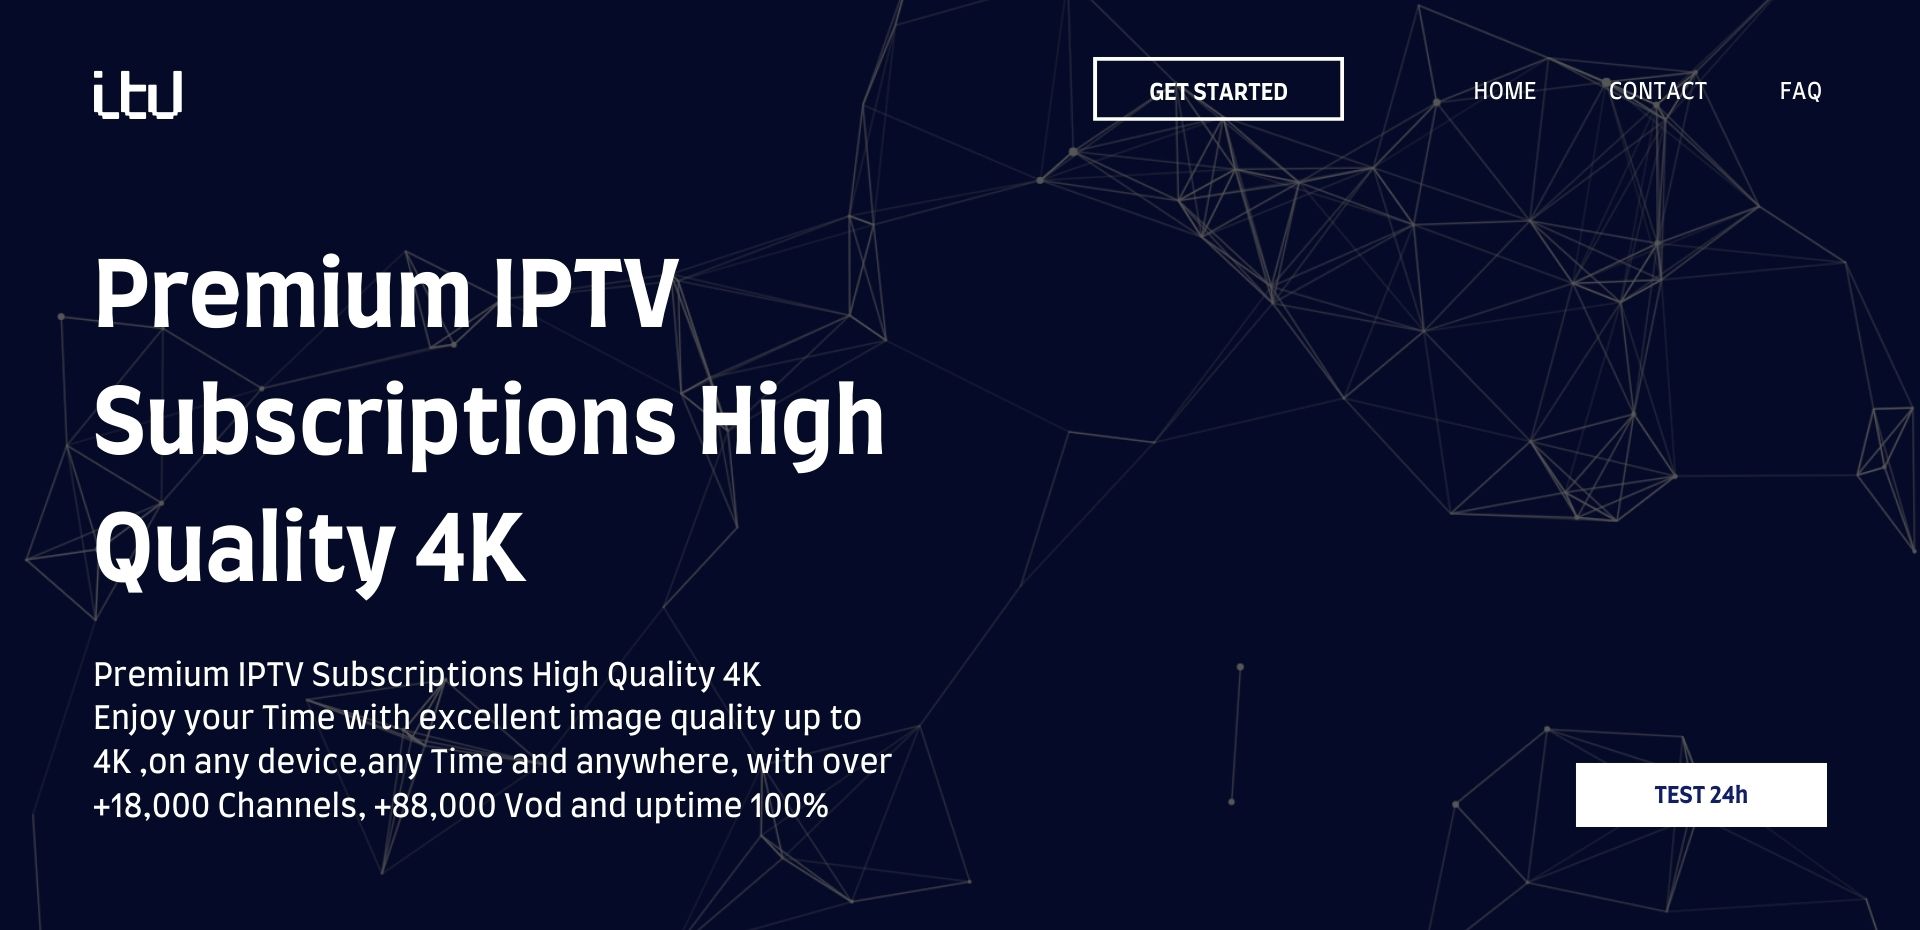 itU
GET STARTED
HOME
CONTACT
FAQ
Premium IPTV
Subscriptions High
Quality 4K
Premium IPTV Subscriptions High Quality 4K
Enjoy your Time with excellent image quality up to
4K ,on any device,any Time and anywhere, with over
+18,000 Channels, +88,000 Vod and uptime 100%
TEST 24h